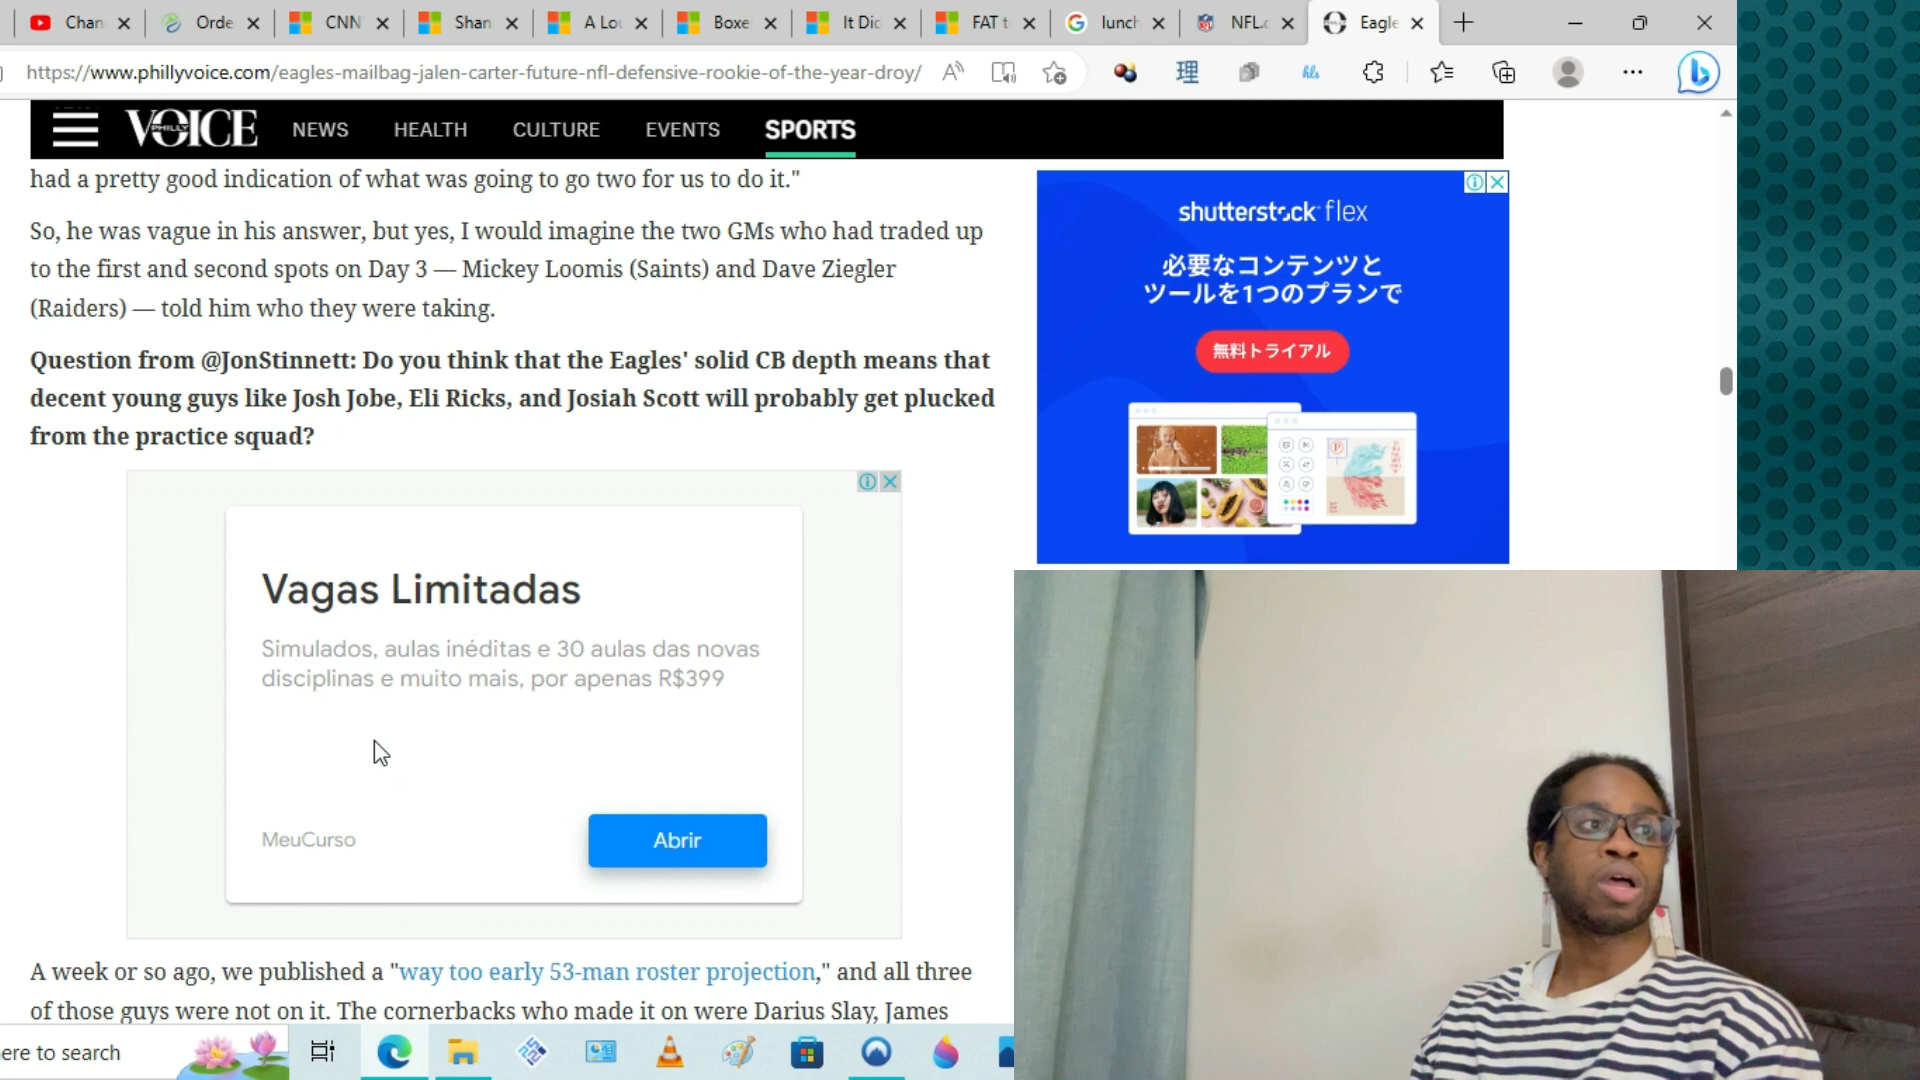 Chan
Orde
CNN
Shan
A Lou
Boxe
It Dic
FAT t
lunch
NFL.c
Eagle
https://www.phillyvoice.com/eagles-mailbag-jalen-carter-future-nfl-defensive-rookie-of-the-year-droy/
理
hls
PHILLY VOICE
NEWS
HEALTH
CULTURE
EVENTS
SPORTS
had a pretty good indication of what was going to go two for us to do it."
So, he was vague in his answer, but yes, I would imagine the two GMs who had traded up
to the first and second spots on Day 3 — Mickey Loomis (Saints) and Dave Ziegler
(Raiders) — told him who they were taking.
Question from @JonStinnett: Do you think that the Eagles' solid CB depth means that
decent young guys like Josh Jobe, Eli Ricks, and Josiah Scott will probably get plucked
from the practice squad?
Vagas Limitadas
Simulados, aulas inéditas e 30 aulas das novas
disciplinas e muito mais, por apenas R$399
MeuCurso
Abrir
A week or so ago, we published a "way too early 53-man roster projection," and all three
of those guys were not on it. The cornerbacks who made it on were Darius Slay, James
shutterstock flex
必要なコンテンツと
ツールを1つのプランで
無料トライアル
ere to search